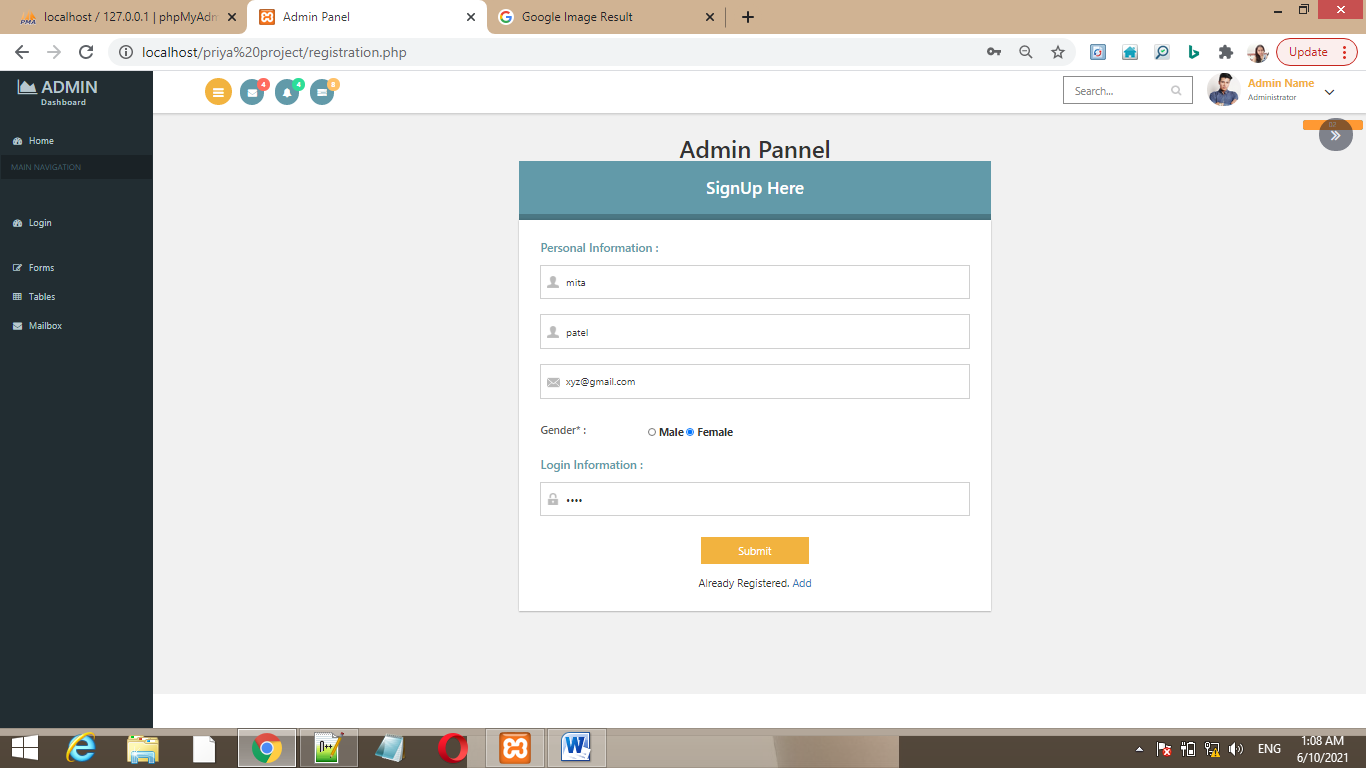 localhost / 127.0.0.1 | phpMyAdm
Admin Panel
Google Image Result
localhost/priya%20project/registration.php
Update
ADMIN
Dashboard
4
4
8
Search...
Admin Name
Administrator
Home
MAIN NAVIGATION
Login
Forms
Tables
Mailbox
Admin Pannel
SignUp Here
Personal Information :
mita
patel
xyz@gmail.com
Gender* :
Male
Female
Login Information :
••••
Submit
Already Registered. Add
ENG
1:08 AM
6/10/2021